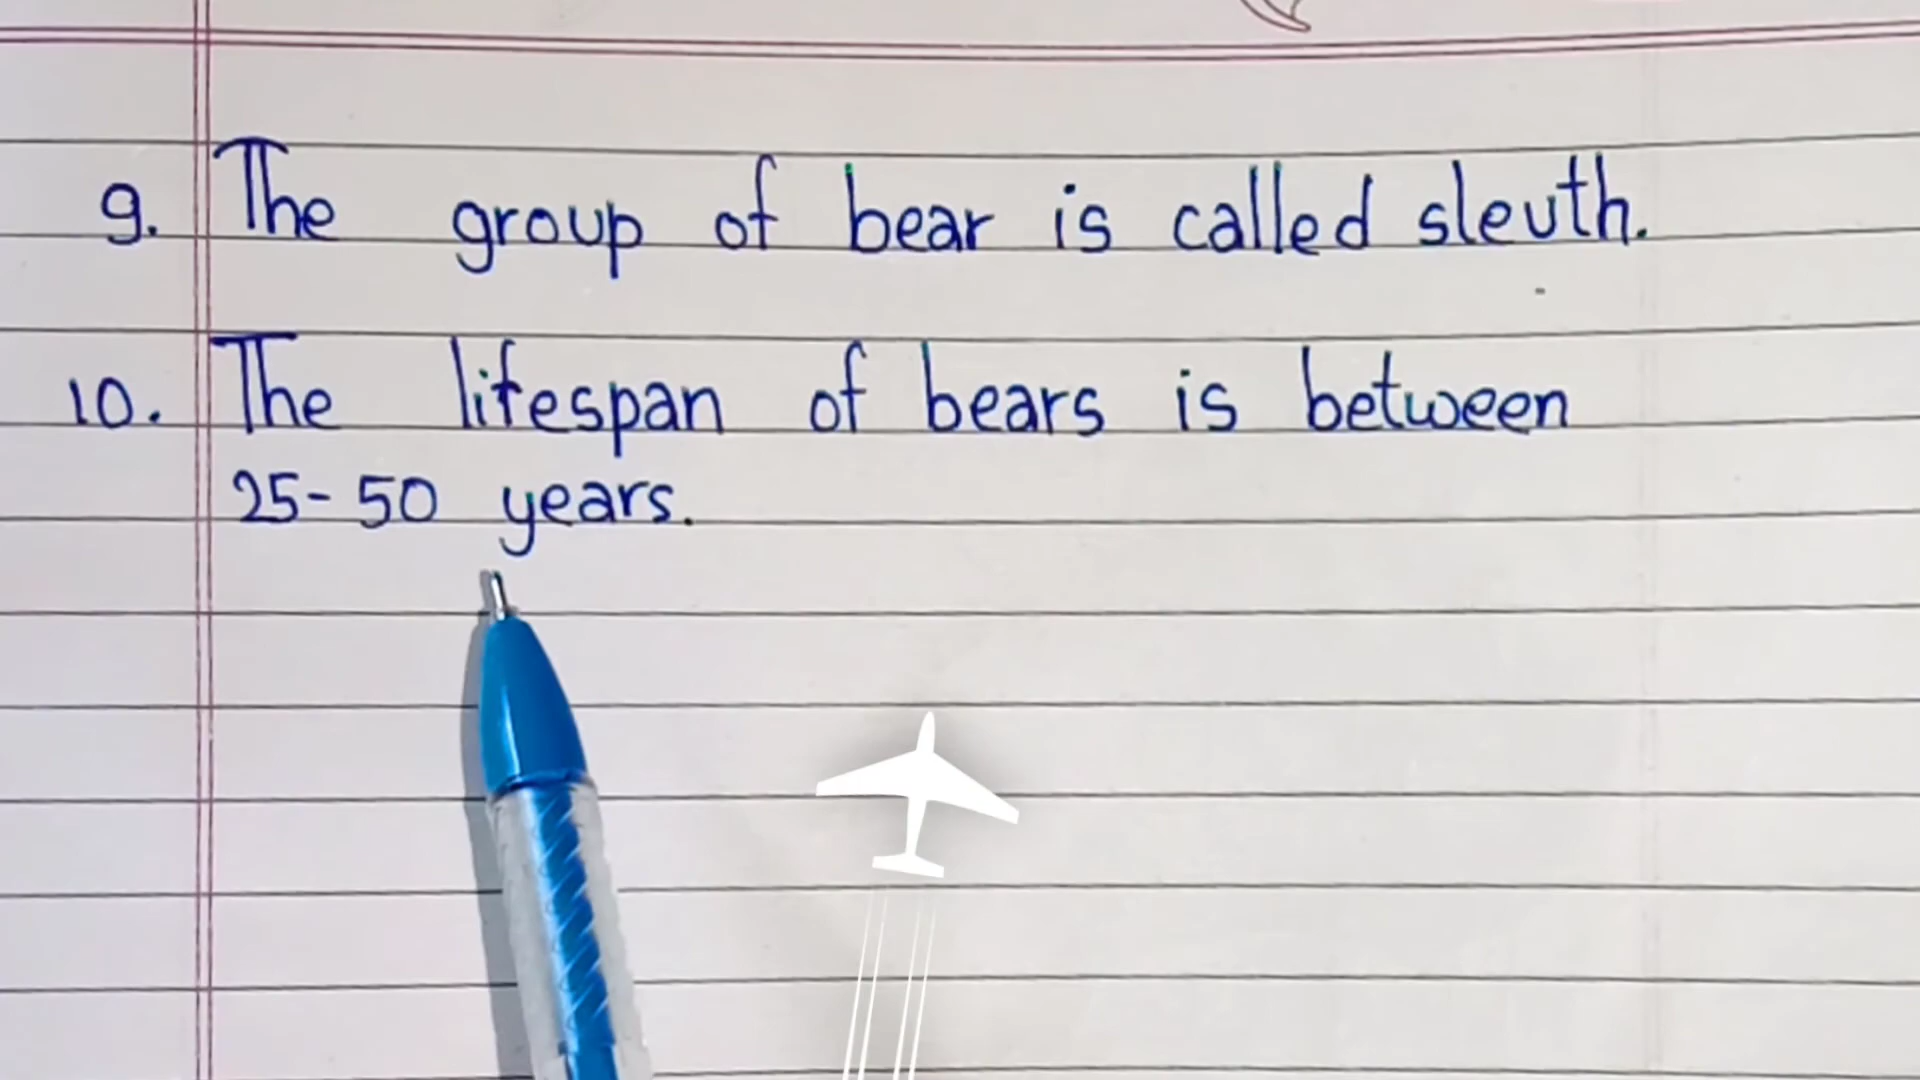 9. The group of bear is called sleuth.
10. The lifespan of bears is between
25-50 years.